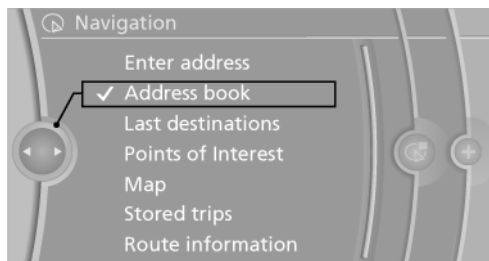 Navigation
Enter address
Address book
Last destinations
Points of Interest
Map
Stored trips
Route information